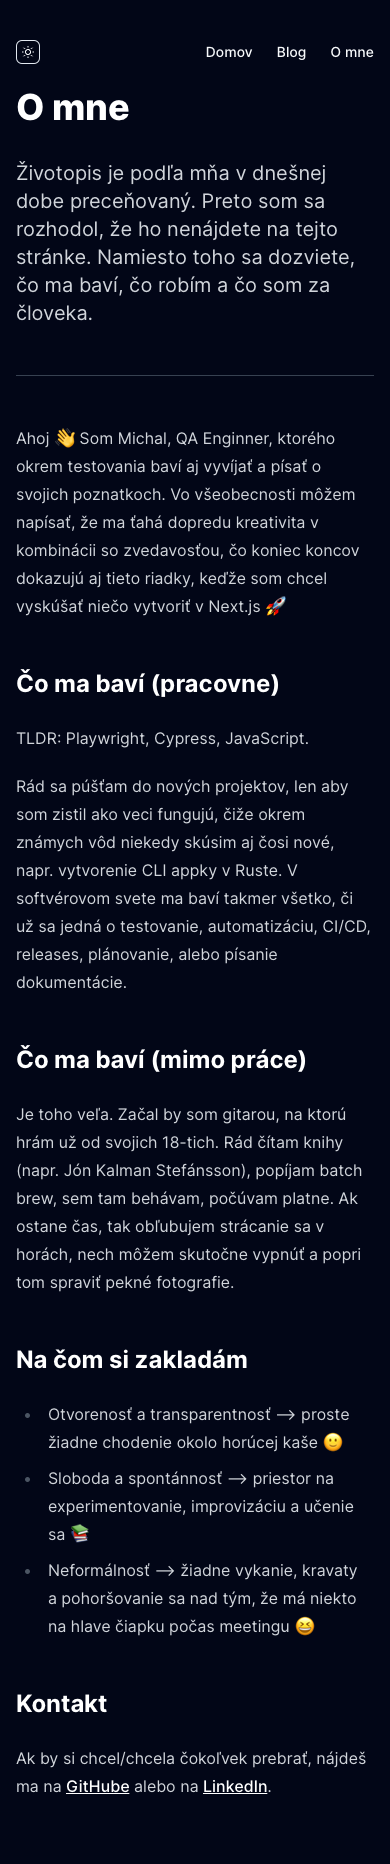 Domov Blog O mne
O mne
Životopis je podľa mňa v dnešnej
dobe preceňovaný. Preto som sa
rozhodol, že ho nenájdete na tejto
stránke. Namiesto toho sa dozviete,
čo ma baví, čo robím a čo som za
človeka.
Ahoj 👋 Som Michal, QA Enginner, ktorého
okrem testovania baví aj vyvíjať a písať o
svojich poznatkoch. Vo všeobecnosti môžem
napísať, že ma ťahá dopredu kreativita v
kombinácii so zvedavosťou, čo koniec koncov
dokazujú aj tieto riadky, keďže som chcel
vyskúšať niečo vytvoriť v Next.js 🚀
Čo ma baví (pracovne)
TLDR: Playwright, Cypress, JavaScript.
Rád sa púšťam do nových projektov, len aby
som zistil ako veci fungujú, čiže okrem
známych vôd niekedy skúsim aj čosi nové,
napr. vytvorenie CLI appky v Ruste. V
softvérovom svete ma baví takmer všetko, či
už sa jedná o testovanie, automatizáciu, CI/CD,
releases, plánovanie, alebo písanie
dokumentácie.
Čo ma baví (mimo práce)
Je toho veľa. Začal by som gitarou, na ktorú
hrám už od svojich 18-tich. Rád čítam knihy
(napr. Jón Kalman Stefánsson), popíjam batch
brew, sem tam behávam, počúvam platne. Ak
ostane čas, tak obľubujem strácanie sa v
horách, nech môžem skutočne vypnúť a popri
tom spraviť pekné fotografie.
Na čom si zakladám
• Otvorenosť a transparentnosť —> proste
žiadne chodenie okolo horúcej kaše 🙂
• Sloboda a spontánnosť —> priestor na
experimentovanie, improvizáciu a učenie
sa 📚
• Neformálnosť —> žiadne vykanie, kravaty
a pohoršovanie sa nad tým, že má niekto
na hlave čiapku počas meetingu 😆
Kontakt
Ak by si chcel/chcela čokoľvek prebrať, nájdeš
ma na GitHube alebo na LinkedIn.